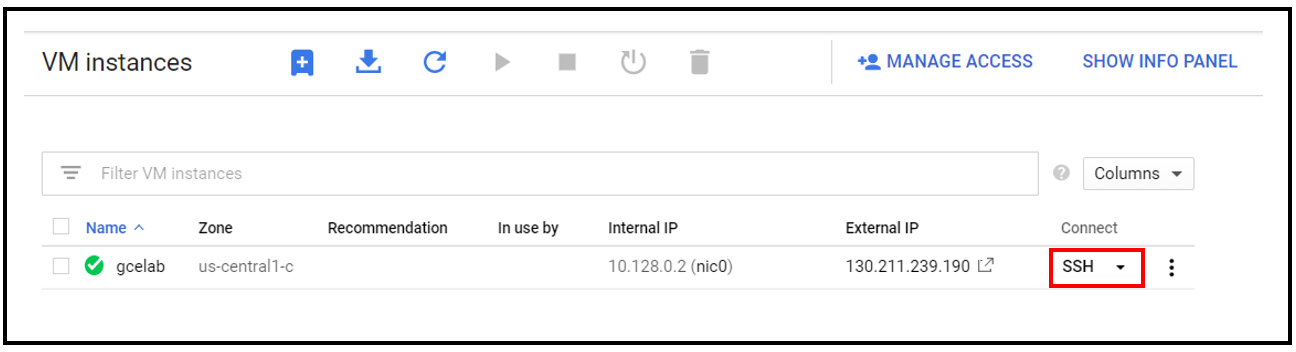 VM instances MANAGE ACCESS SHOW INFO PANEL
Filter VM instances ? Columns
Name Zone Recommendation In use by Internal IP External IP Connect
gcelab us-central1-c 10.128.0.2 (nic0) 130.211.239.190 SSH